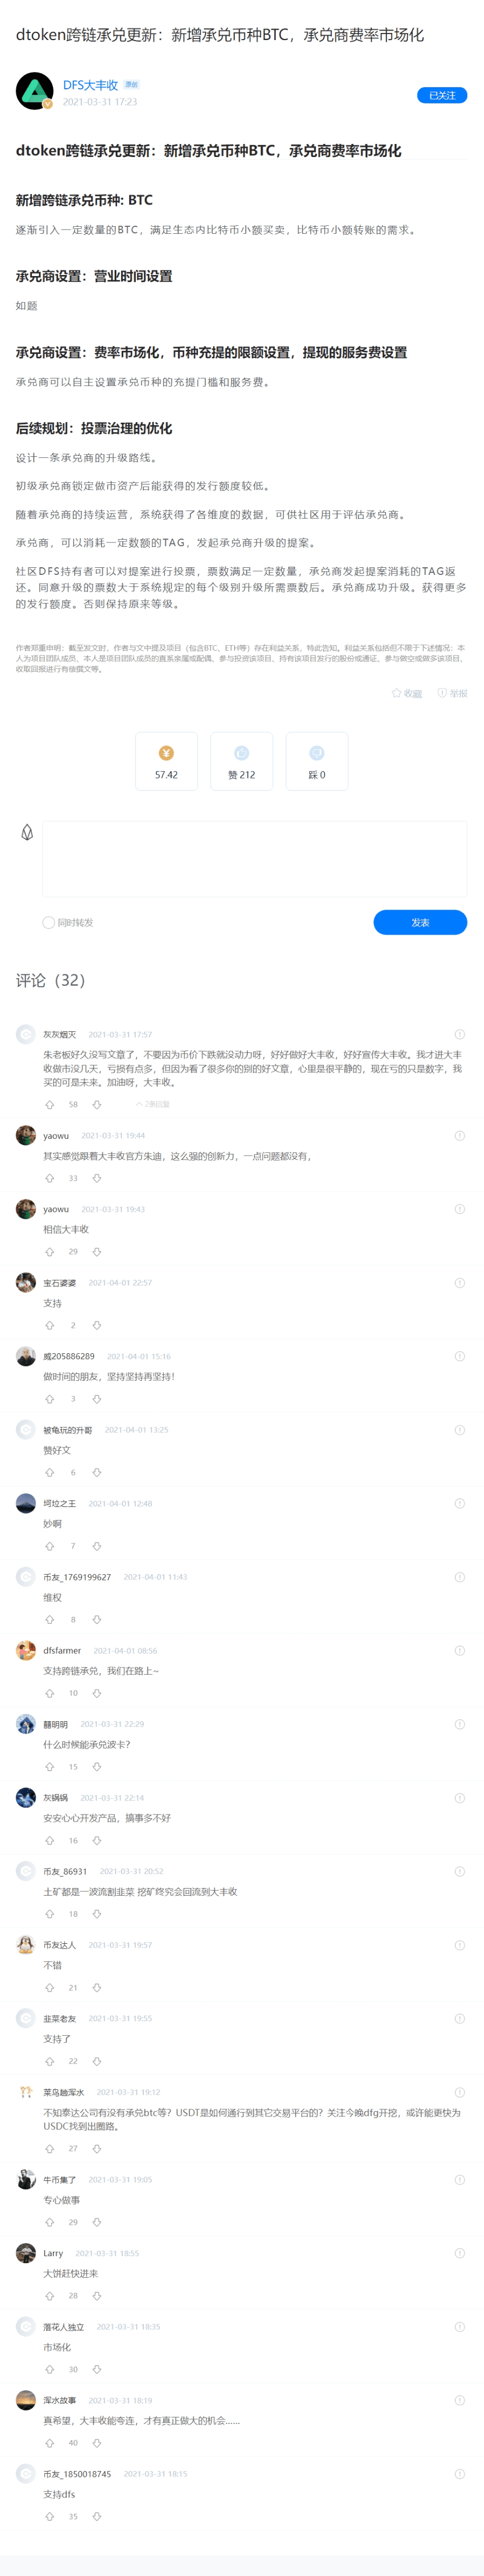 dtoken跨链承兑更新：新增承兑币种BTC，承兑商费率市场化
DFS大丰收 原创
2021-03-31 17:23
已关注
dtoken跨链承兑更新：新增承兑币种BTC，承兑商费率市场化
新增跨链承兑币种: BTC
逐渐引入一定数量的BTC，满足生态内比特币小额买卖，比特币小额转账的需求。
承兑商设置：营业时间设置
如题
承兑商设置：费率市场化，币种充提的限额设置，提现的服务费设置
承兑商可以自主设置承兑币种的充提门槛和服务费。
后续规划：投票治理的优化
设计一条承兑商的升级路线。
初级承兑商锁定做市资产后能获得的发行额度较低。
随着承兑商的持续运营，系统获得了各维度的数据，可供社区用于评估承兑商。
承兑商，可以消耗一定数额的TAG，发起承兑商升级的提案。
社区DFS持有者可以对提案进行投票，票数满足一定数量，承兑商发起提案消耗的TAG返
还。同意升级的票数大于系统规定的每个级别升级所需票数后。承兑商成功升级。获得更多
的发行额度。否则保持原来等级。
作者郑重申明：截至发文时，作者与文中提及项目（包含BTC、ETH等）存在利益关系，特此告知。利益关系包括但不限于下述情况：本
人为项目团队成员，本人是项目团队成员的直系亲属或配偶、参与投资该项目、持有该项目发行的股份或通证、参与做空或做多该项目、
收取回报进行有偿撰文等。
收藏 举报
57.42 赞 212 踩 0
同时转发 发表
评论（32）
灰灰烟灭 2021-03-31 17:57
朱老板好久没写文章了，不要因为币价下跌就没动力呀，好好做好大丰收，好好宣传大丰收。我才进大丰
收做市没几天，亏损有点多，但因为看了很多你的别的好文章，心里是很平静的，现在亏的只是数字，我
买的可是未来。加油呀，大丰收。
58 2条回复
yaowu 2021-03-31 19:44
其实感觉跟着大丰收官方朱迪，这么强的创新力，一点问题都没有，
33
yaowu 2021-03-31 19:43
相信大丰收
29
宝石婆婆 2021-04-01 22:57
支持
2
威205886289 2021-04-01 15:16
做时间的朋友，坚持坚持再坚持！
3
被龟玩的升哥 2021-04-01 13:25
赞好文
6
坷垃之王 2021-04-01 12:48
妙啊
7
币友_1769199627 2021-04-01 11:43
维权
8
dfsfarmer 2021-04-01 08:56
支持跨链承兑，我们在路上~
10
明明 2021-03-31 22:29
什么时候能承兑波卡？
15
灰锅锅 2021-03-31 22:14
安安心心开发产品，搞事多不好
16
币友_86931 2021-03-31 20:52
土矿都是一波流割韭菜 挖矿终究会回流到大丰收
18
币友达人 2021-03-31 19:57
不错
21
韭菜老友 2021-03-31 19:55
支持了
22
菜鸟趟浑水 2021-03-31 19:12
不知泰达公司有没有承兑btc等？USDT是如何通行到其它交易平台的？关注今晚dfg开挖，或许能更快为
USDC找到出圈路。
27
牛币集了 2021-03-31 19:05
专心做事
29
Larry 2021-03-31 18:55
大饼赶快进来
28
落花人独立 2021-03-31 18:35
市场化
30
浑水故事 2021-03-31 18:19
真希望，大丰收能夸连，才有真正做大的机会......
40
币友_1850018745 2021-03-31 18:15
支持dfs
35